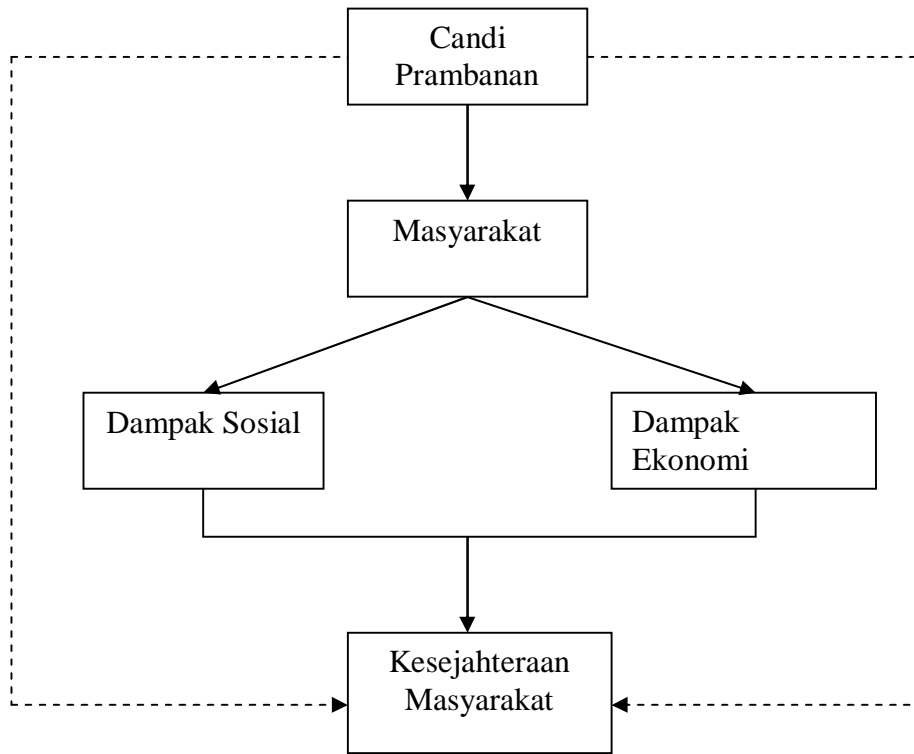 Candi
Prambanan
Masyarakat
Dampak Sosial
Dampak
Ekonomi
Kesejahteraan
Masyarakat